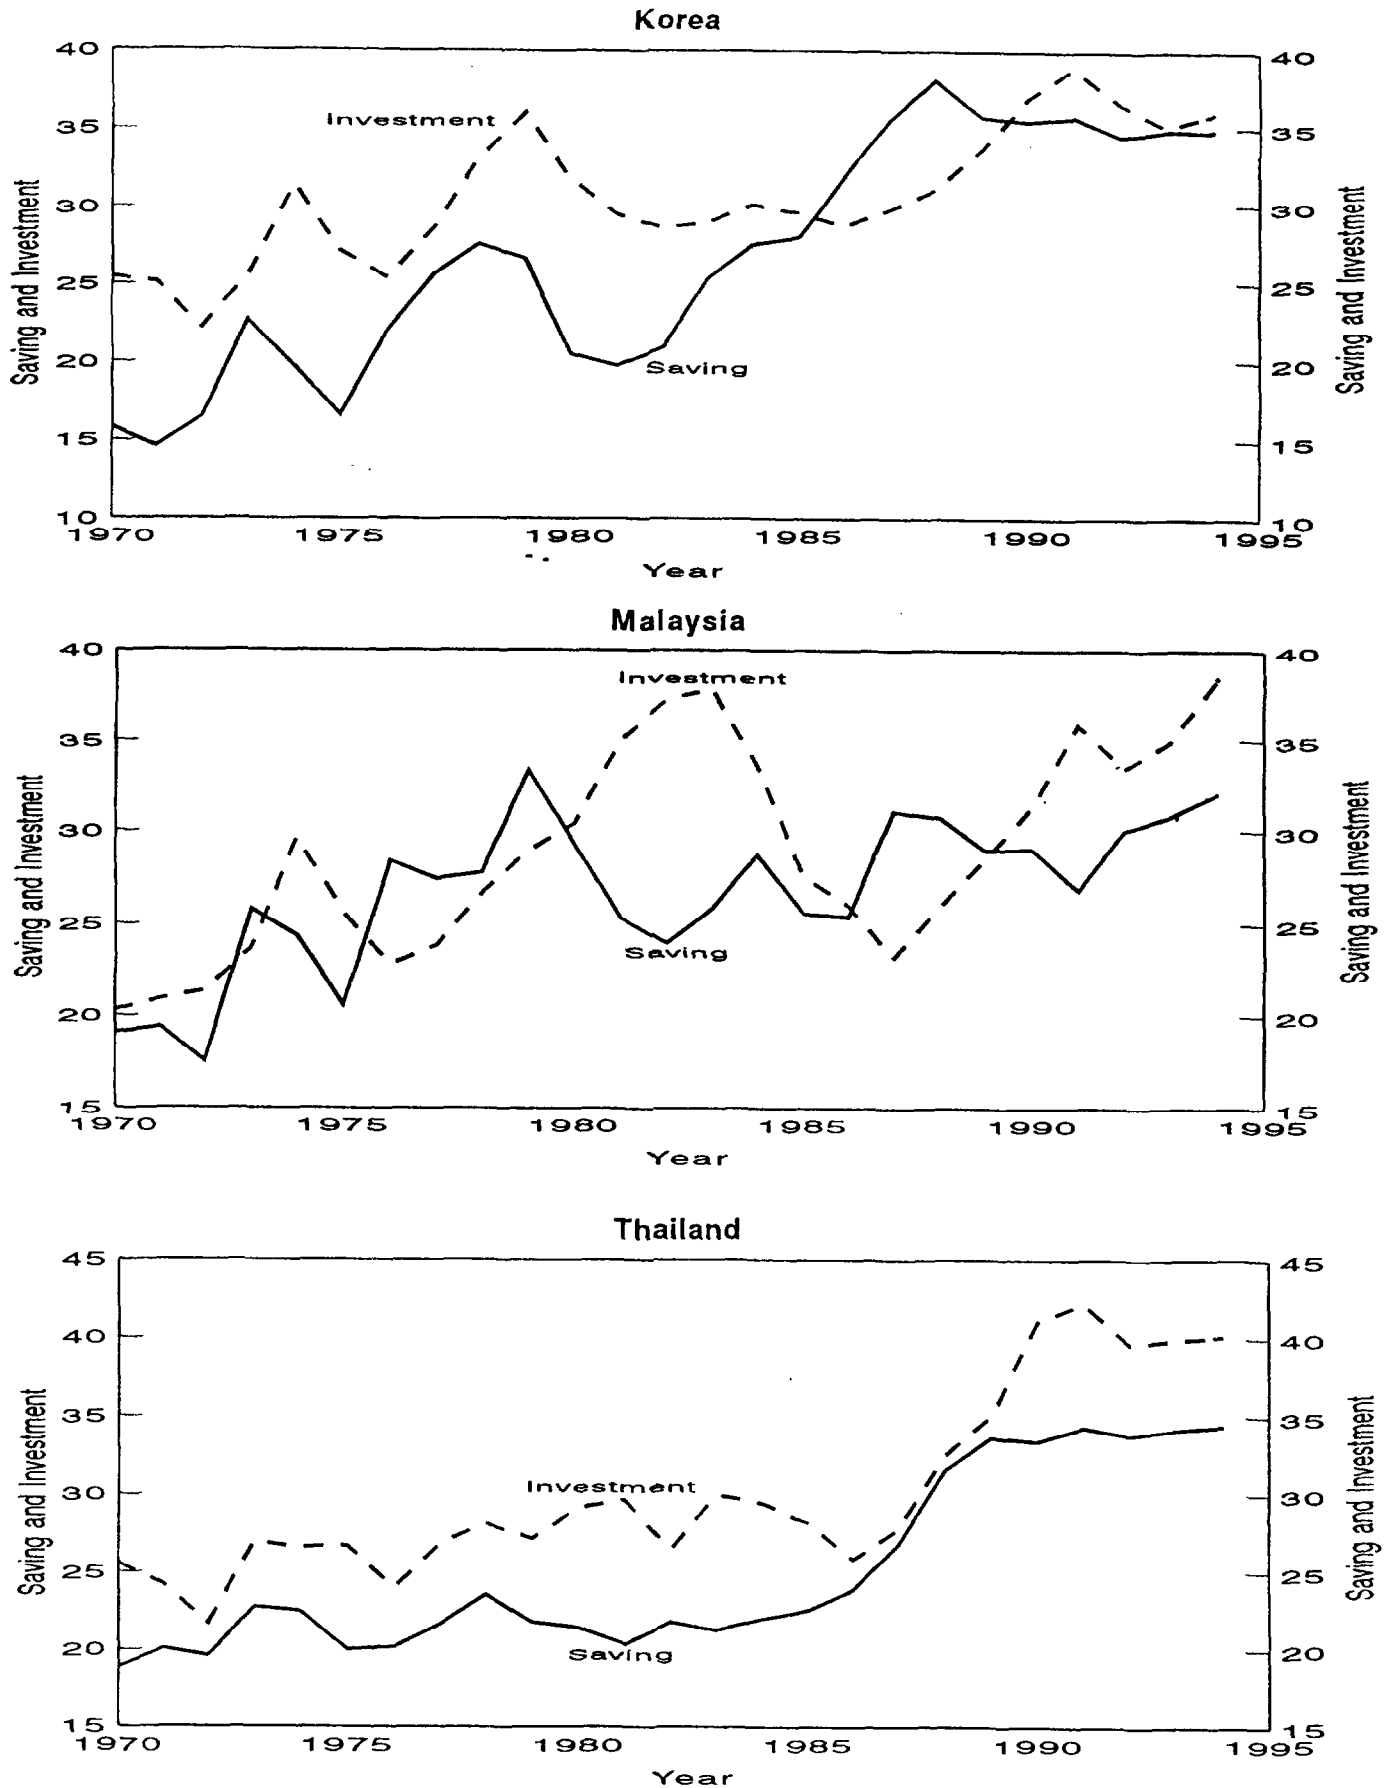 Korea
40 40
Investment
35 35
30 30
25 25
20 20
Saving
15 15
10 10
1970 1975 1980 1985 1990 1995
Saving and Investment
Saving and Investment
Year
Malaysia
40 40
Investment
35 35
30 30
25 25
Saving
20 20
15 15
1970 1975 1980 1985 1990 1995
Saving and Investment
Saving and Investment
Year
Thailand
45 45
40 40
35 35
Investment
30 30
25 25
20 20
Saving
15 15
1970 1975 1980 1985 1990 1995
Saving and Investment
Saving and Investment
Year